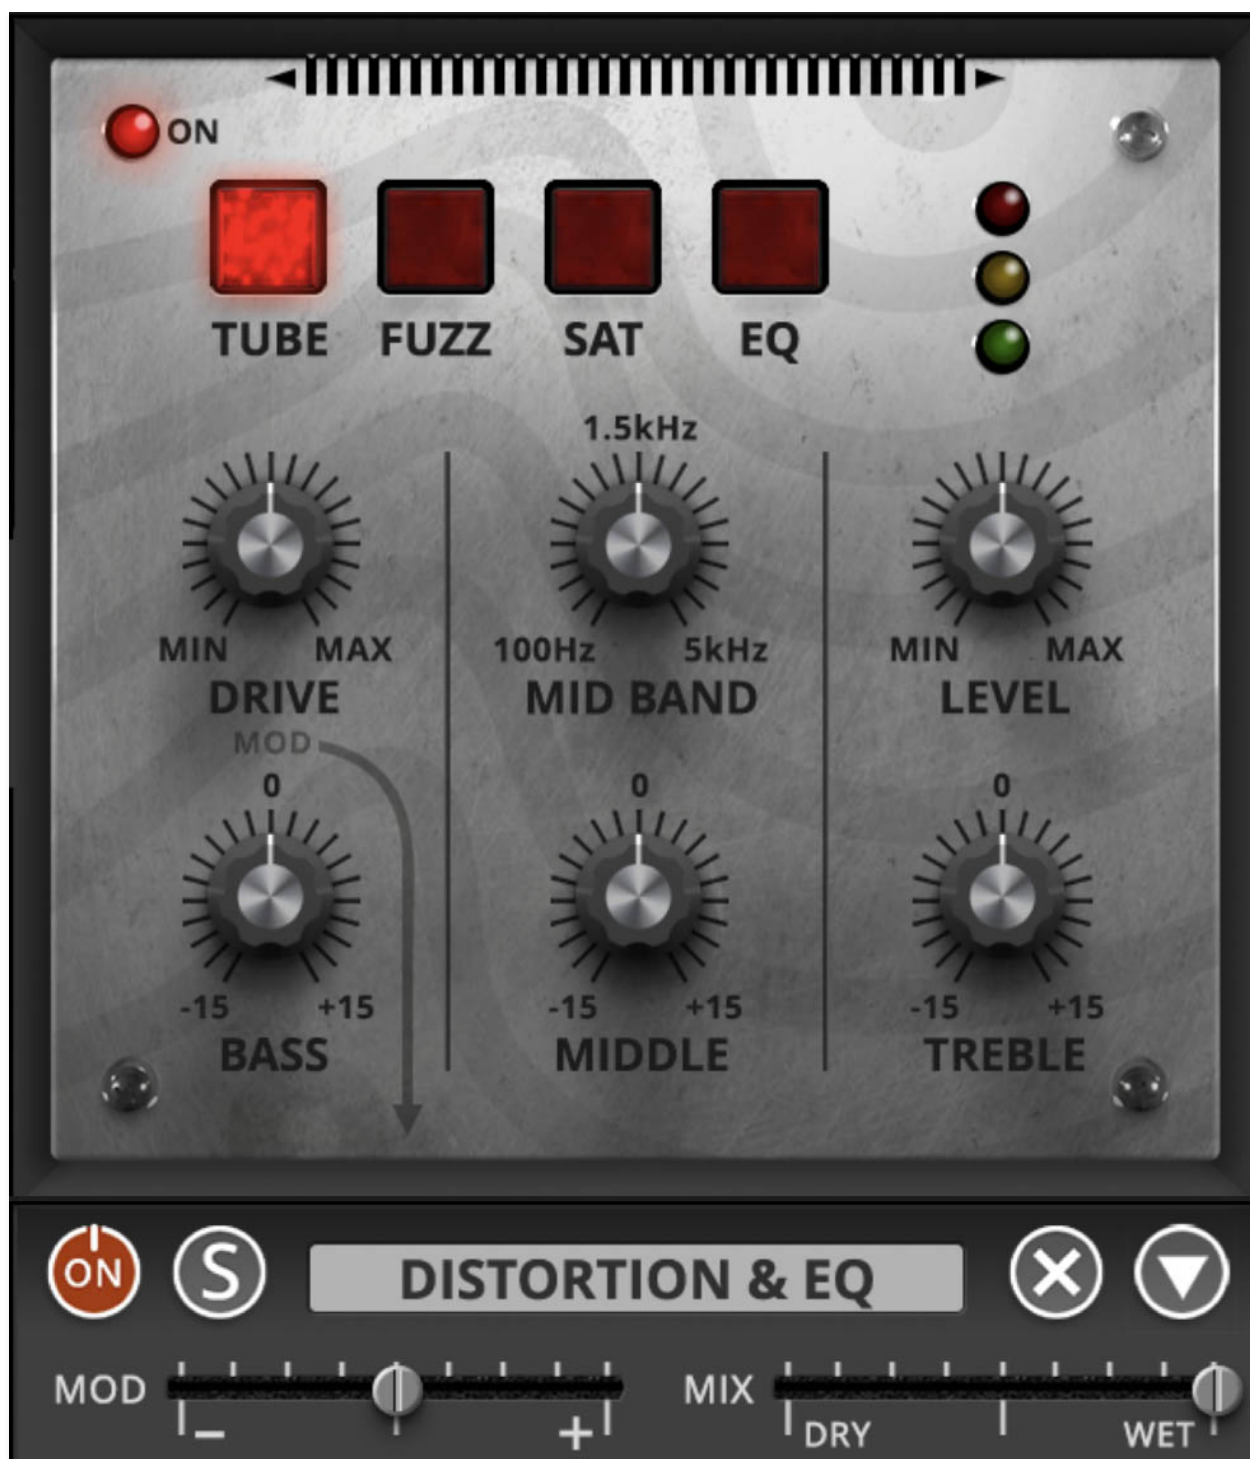 ON
TUBE FUZZ SAT EQ
1.5kHz
MIN MAX 100Hz 5kHz MIN MAX
DRIVE MID BAND LEVEL
MOD
0 0 0
-15 +15 -15 +15 -15 +15
BASS MIDDLE TREBLE
ON S DISTORTION & EQ
MOD MIX
- + DRY WET